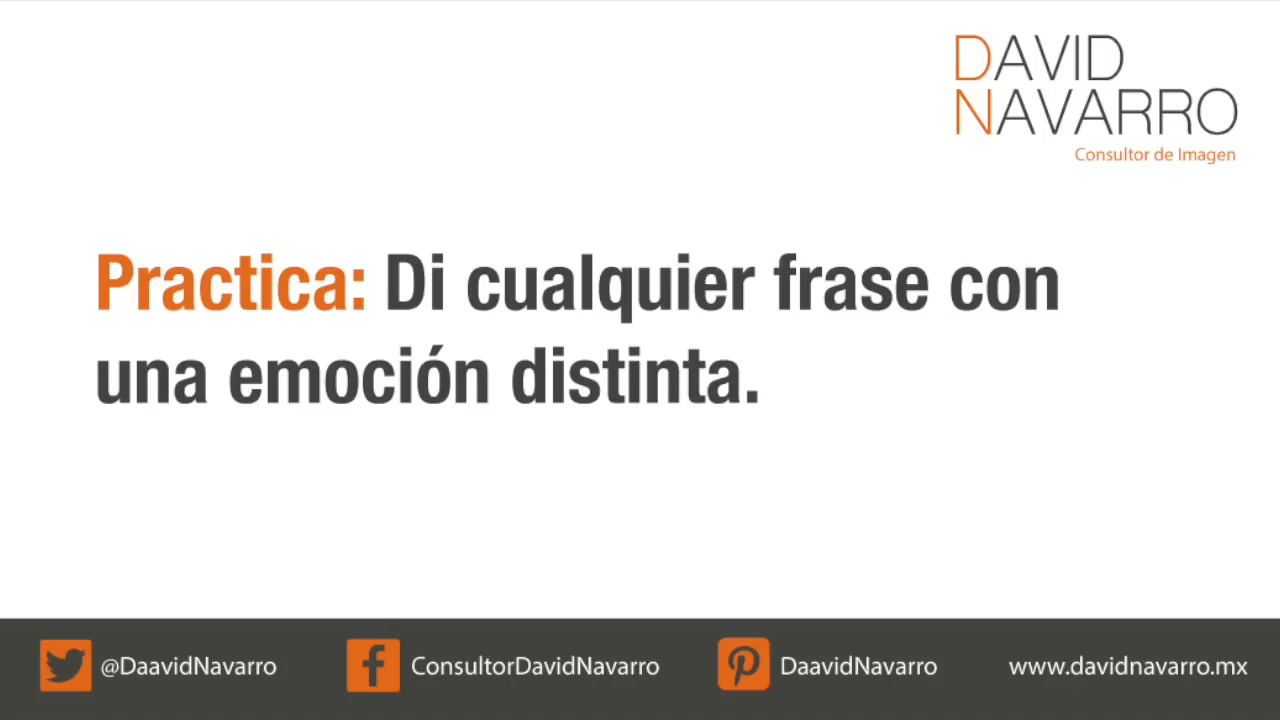 DAVID
NAVARRO
Consultor de Imagen
Practica: Di cualquier frase con
una emoción distinta.
@DaavidNavarro
ConsultorDavidNavarro
DaavidNavarro
www.davidnavarro.mx